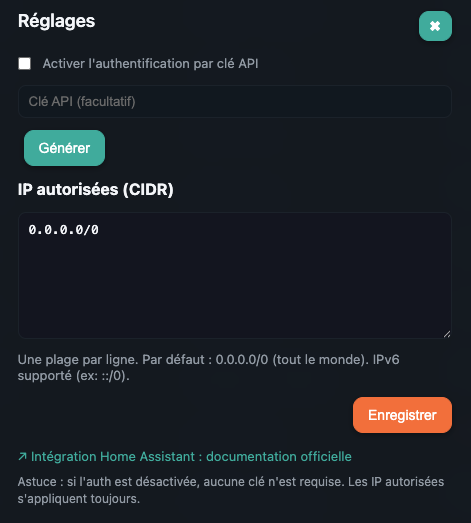 Réglages
✖
Activer l'authentification par clé API
Clé API (facultatif)
Générer
IP autorisées (CIDR)
0.0.0.0/0
Une plage par ligne. Par défaut : 0.0.0.0/0 (tout le monde). IPv6
supporté (ex: ::/0).
Enregistrer
↗ Intégration Home Assistant : documentation officielle
Astuce : si l'auth est désactivée, aucune clé n'est requise. Les IP autorisées
s'appliquent toujours.